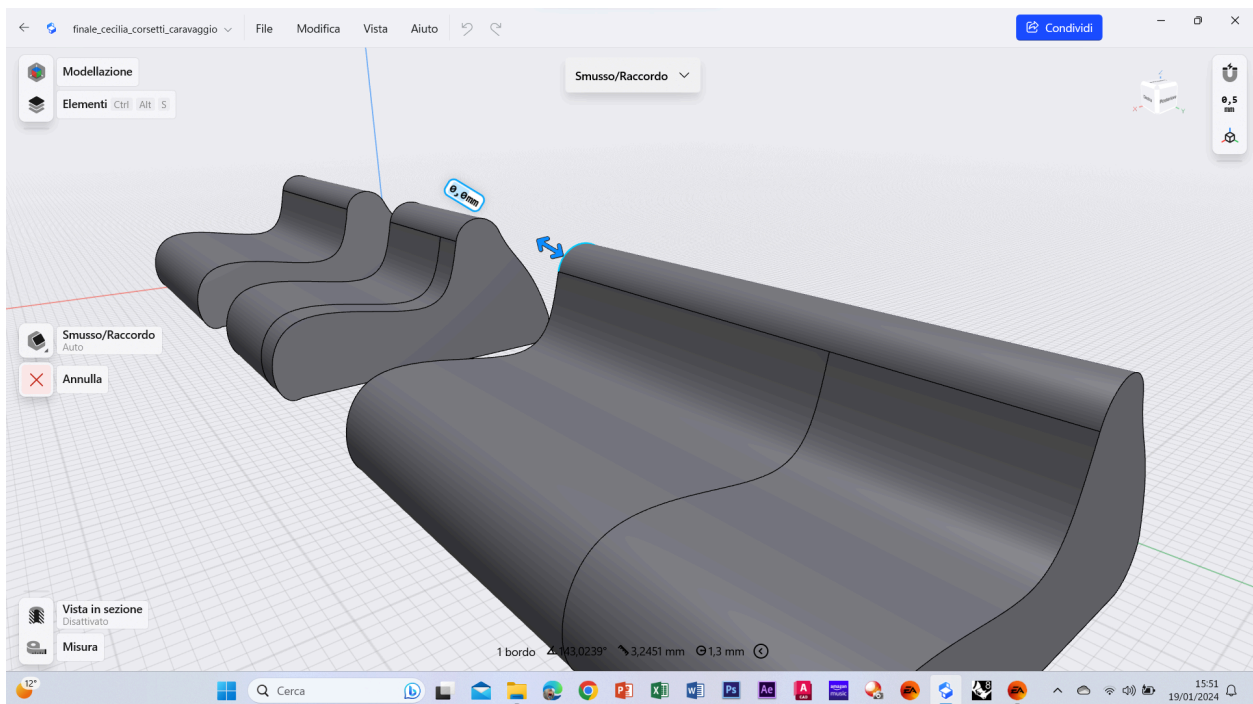 finale_cecilia_corsetti_caravaggio File Modifica Vista Aiuto Condividi
Modellazione
Elementi Ctrl Alt S
Smusso/Raccordo
0,5
mm
0,0mm
Smusso/Raccordo
Auto
Annulla
Vista in sezione
Disattivato
Misura
1 bordo 143,0239° 3,2451 mm 1,3 mm
12°
Cerca
15:51
19/01/2024